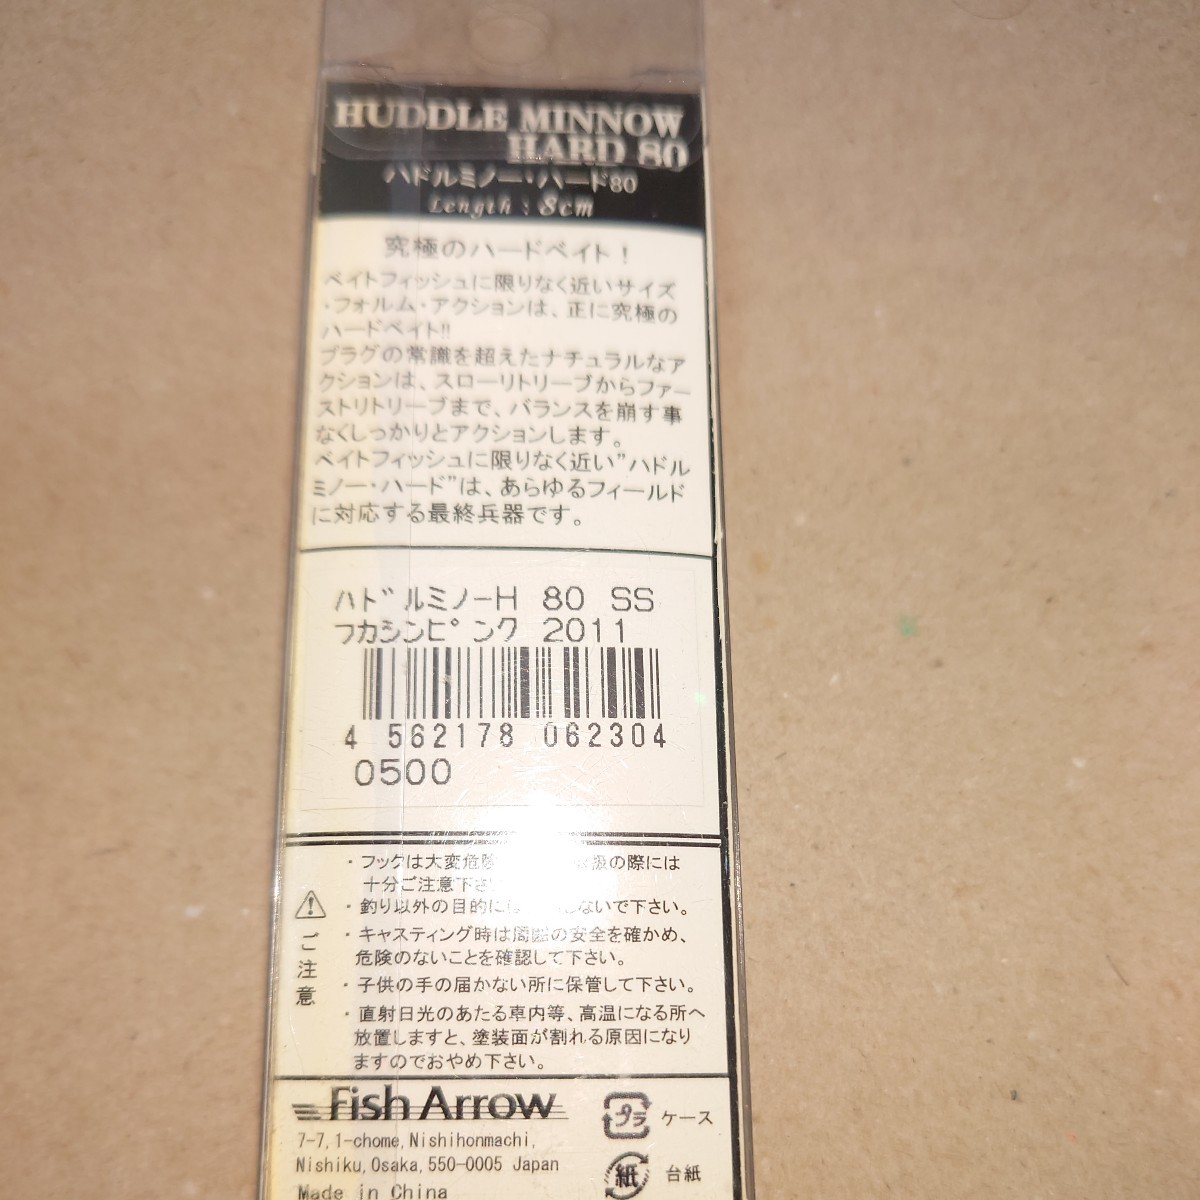 HUDDLE MINNOW
HARD 80
ハドルミノー・ハード80
Length : 8cm
究極のハードベイト！
ベイトフィッシュに限りなく近いサイズ
・フォルム・アクションは、正に究極の
ハードベイト!!
プラグの常識を超えたナチュラルなア
クションは、スローリトリーブからファー
ストリトリーブまで、バランスを崩す事
なくしっかりとアクションします。
ベイトフィッシュに限りなく近い”ハドル
ミノー・ハード”は、あらゆるフィールド
に対応する最終兵器です。
ハドルミノーH 80 SS
フカシンピンク 2011
4 562178 062304
0500
・フックは大変危険 扱の際には
十分ご注意下さい
・釣り以外の目的には しないで下さい。
・キャスティング時は周囲の安全を確かめ、
危険のないことを確認して下さい。
・子供の手の届かない所に保管して下さい。
・直射日光のあたる車内等、高温になる所へ
放置しますと、塗装面が割れる原因になり
ますのでおやめ下さい。
ご注意
Fish Arrow
7-7,1-chome,Nishihonmachi,
Nishiku,Osaka,550-0005 Japan
Made in China
プラ ケース
紙 台紙